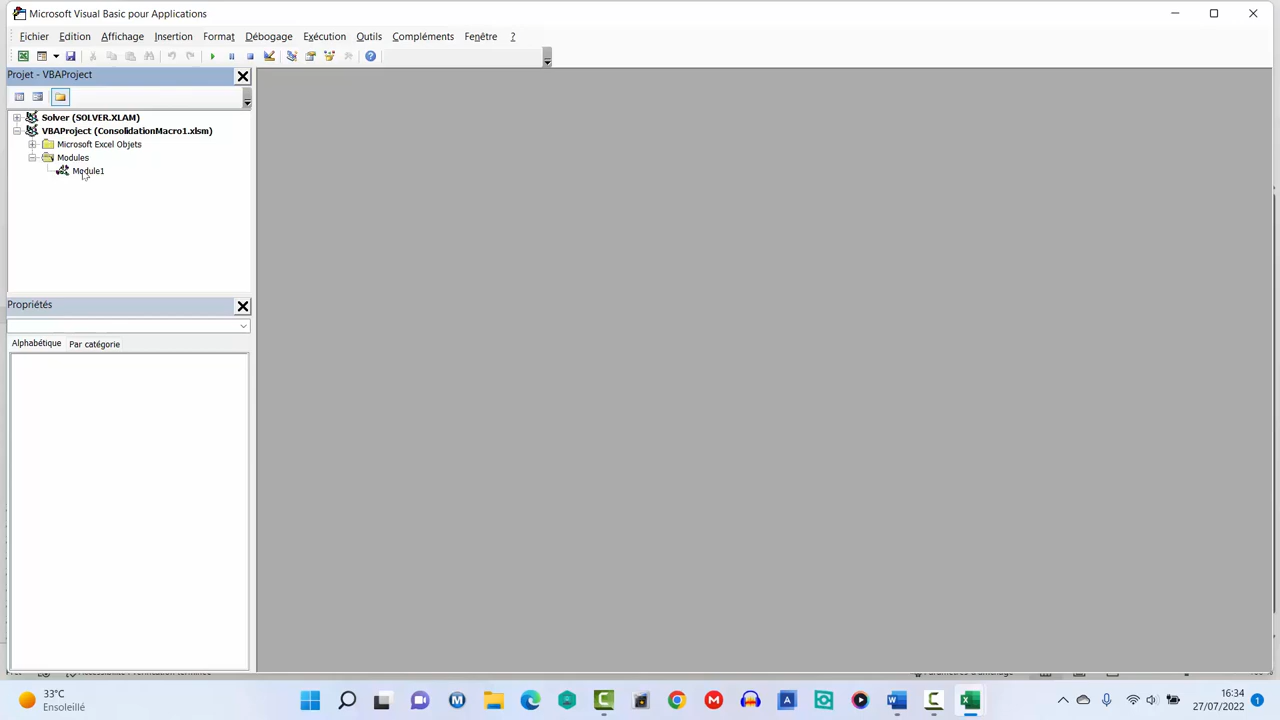 Microsoft Visual Basic pour Applications
Fichier Edition Affichage Insertion Format Débogage Exécution Outils Compléments Fenêtre ?
Projet - VBAProject
Solver (SOLVER.XLAM)
VBAProject (ConsolidationMacro1.xlsm)
Microsoft Excel Objets
Modules
Module1
Propriétés
Alphabétique Par catégorie
33°C
Ensoleillé
16:34
27/07/2022